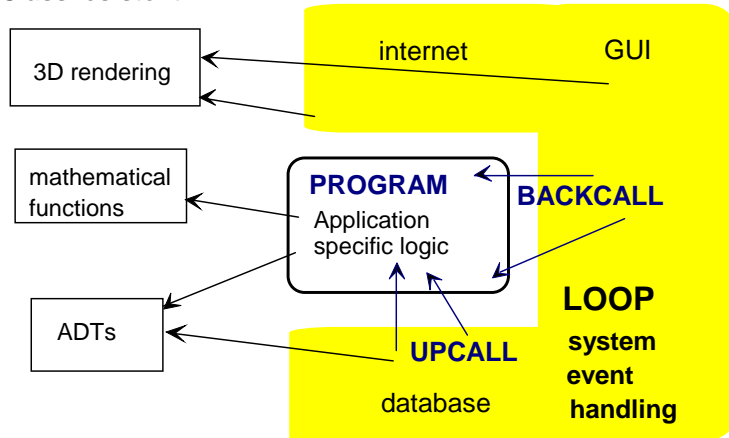 3D rendering
internet
GUI
mathematical
functions
PROGRAM
Application
specific logic
BACKCALL
ADTs
UPCALL
LOOP
system
event
handling
database